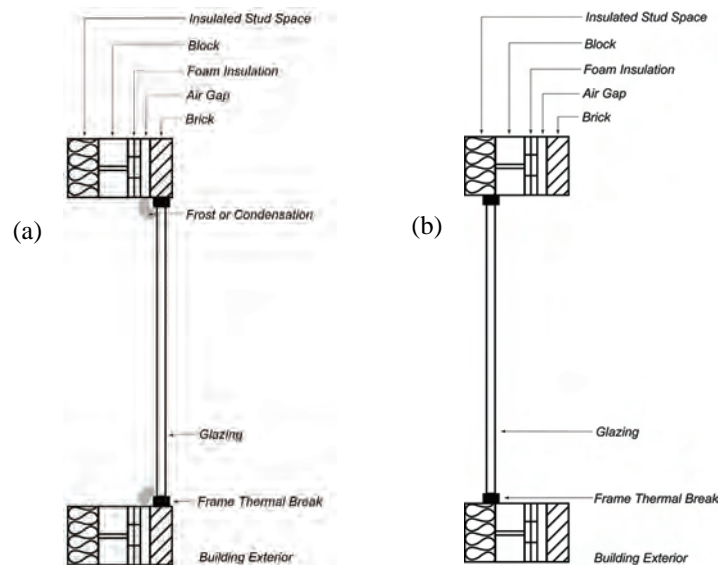 Insulated Stud Space
Block
Foam Insulation
Air Gap
Brick
(a)
Frost or Condensation
Glazing
Frame Thermal Break
Building Exterior
Insulated Stud Space
Block
Foam Insulation
Air Gap
Brick
(b)
Glazing
Frame Thermal Break
Building Exterior